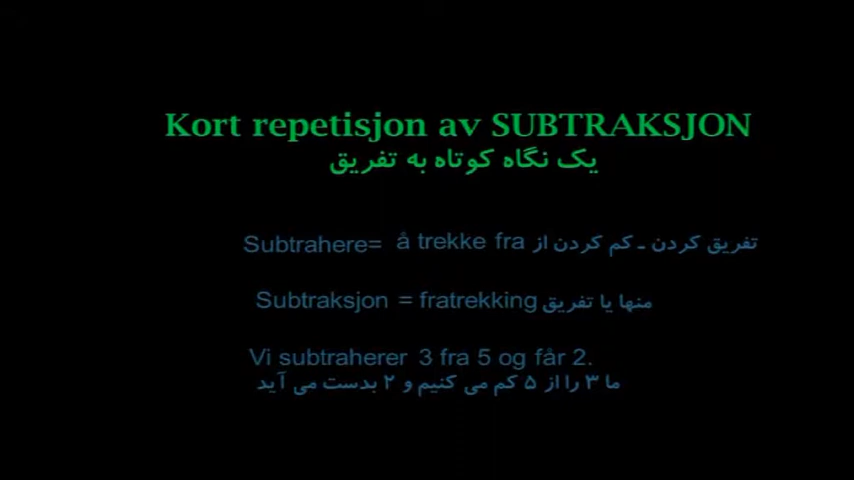 Kort repetisjon av SUBTRAKSJON
یک نگاه کوتاه به تفریق
Subtrahere= å trekke fra تفریق کردن ـ کم کردن از
Subtraksjon = fratrekking منها یا تفریق
Vi subtraherer 3 fra 5 og får 2.
ما ۳ را از ۵ کم می کنیم و ۲ بدست می آید